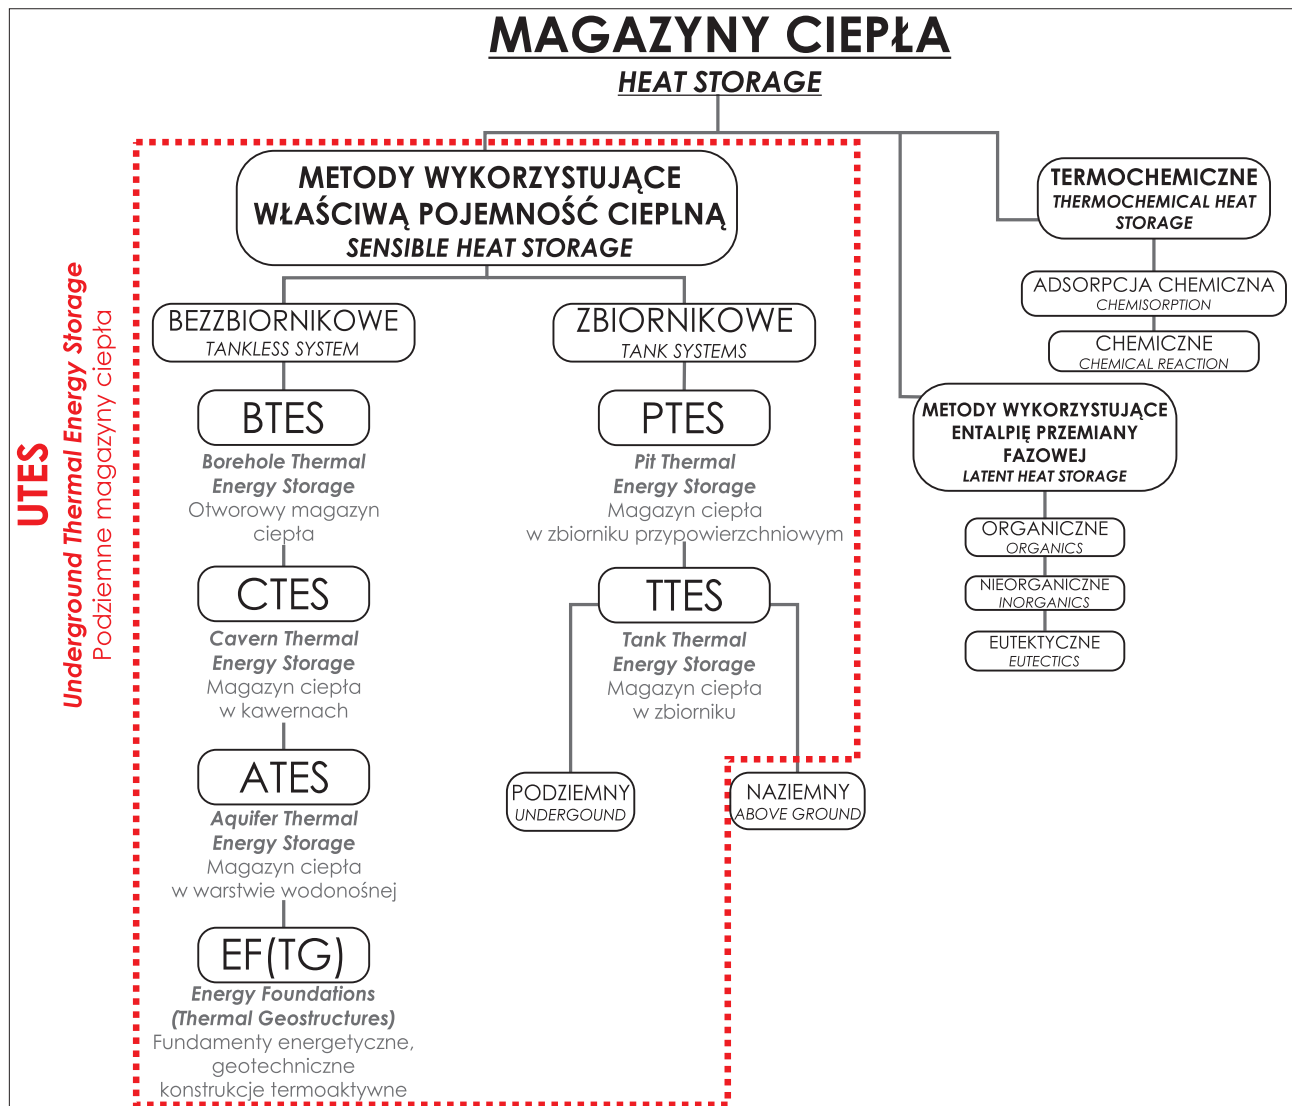 MAGAZYNY CIEPŁA
HEAT STORAGE
METODY WYKORZYSTUJĄCE
WŁAŚCIWĄ POJEMNOŚĆ CIEPLNĄ
SENSIBLE HEAT STORAGE
TERMOCHEMICZNE
THERMOCHEMICAL HEAT
STORAGE
ADSORPCJA CHEMICZNA
CHEMISORPTION
CHEMICZNE
CHEMICAL REACTION
METODY WYKORZYSTUJĄCE
ENTALPIĘ PRZEMIANY
FAZOWEJ
LATENT HEAT STORAGE
ORGANICZNE
ORGANICS
NIEORGANICZNE
INORGANICS
EUTEKTYCZNE
EUTECTICS
UTES
Underground Thermal Energy Storage
Podziemne magazyny ciepła
BEZZBIORNIKOWE
TANKLESS SYSTEM
BTES
Borehole Thermal
Energy Storage
Otworowy magazyn
ciepła
CTES
Cavern Thermal
Energy Storage
Magazyn ciepła
w kawernach
ATES
Aquifer Thermal
Energy Storage
Magazyn ciepła
w warstwie wodonośnej
EF(TG)
Energy Foundations
(Thermal Geostructures)
Fundamenty energetyczne,
geotechniczne
konstrukcje termoaktywne
ZBIORNIKOWE
TANK SYSTEMS
PTES
Pit Thermal
Energy Storage
Magazyn ciepła
w zbiorniku przypowierzchniowym
TTES
Tank Thermal
Energy Storage
Magazyn ciepła
w zbiorniku
PODZIEMNY
UNDERGOUND
NAZIEMNY
ABOVE GROUND